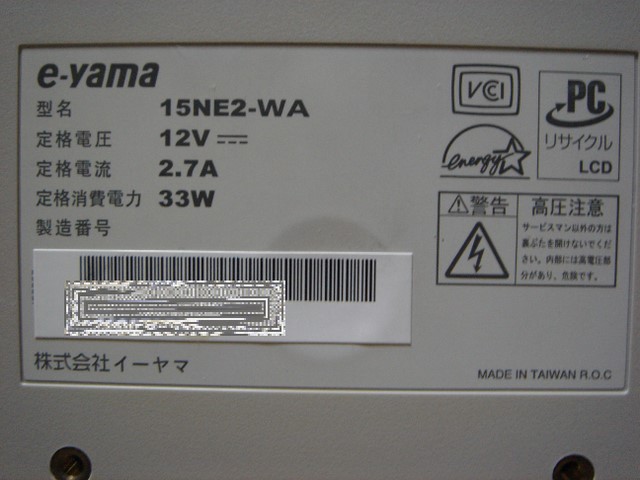 e-yama
型名 15NE2-WA
定格電圧 12V
定格電流 2.7A
定格消費電力 33W
製造番号
株式会社イーヤマ
VCCI
energy
PC
リサイクル
LCD
警告 高圧注意
サービスマン以外の方は
裏ぶたを開けないでくだ
さい。内部には高電圧部
分があり、危険です。
MADE IN TAIWAN R.O.C